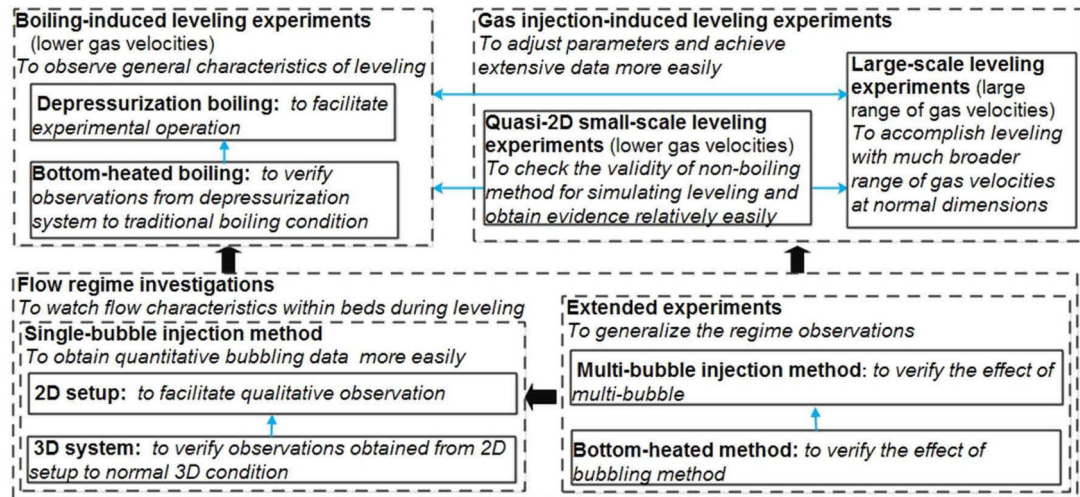 Boiling-induced leveling experiments
(lower gas velocities)
To observe general characteristics of leveling
Depressurization boiling: to facilitate
experimental operation
Bottom-heated boiling: to verify
observations from depressurization
system to traditional boiling condition
Gas injection-induced leveling experiments
To adjust parameters and achieve
extensive data more easily
Quasi-2D small-scale leveling
experiments (lower gas velocities)
To check the validity of non-boiling
method for simulating leveling and
obtain evidence relatively easily
Large-scale leveling
experiments (large
range of gas velocities)
To accomplish leveling
with much broader
range of gas velocities
at normal dimensions
Flow regime investigations
To watch flow characteristics within beds during leveling
Single-bubble injection method
To obtain quantitative bubbling data more easily
2D setup: to facilitate qualitative observation
3D system: to verify observations obtained from 2D
setup to normal 3D condition
Extended experiments
To generalize the regime observations
Multi-bubble injection method: to verify the effect of
multi-bubble
Bottom-heated method: to verify the effect of
bubbling method